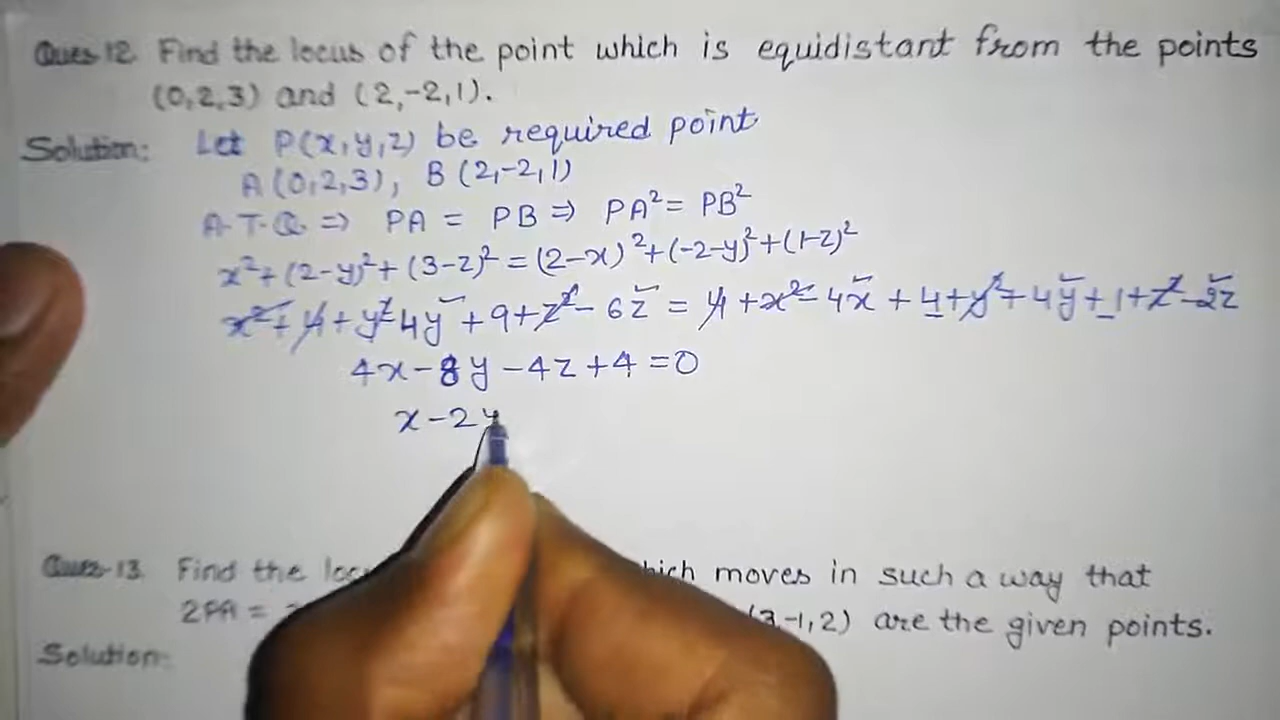 Ques 12. Find the locus of the point which is equidistant from the points
(0,2,3) and (2,-2,1).
Solution: Let P(x,y,z) be required point
A(0,2,3), B(2,-2,1)
A-T-Q ⇒ PA = PB ⇒ PA² = PB²
x²+(2-y)²+(3-z)² = (2-x)²+(-2-y)²+(1-z)²
x²+4+y²-4y+9+z²-6z = 4+x²-4x+4+y²+4y+1+z²-2z
4x-8y-4z+4=0
x-2y
Ques-13. Find the which moves in such a way that
2PA = -1,2) are the given points.
Solution: